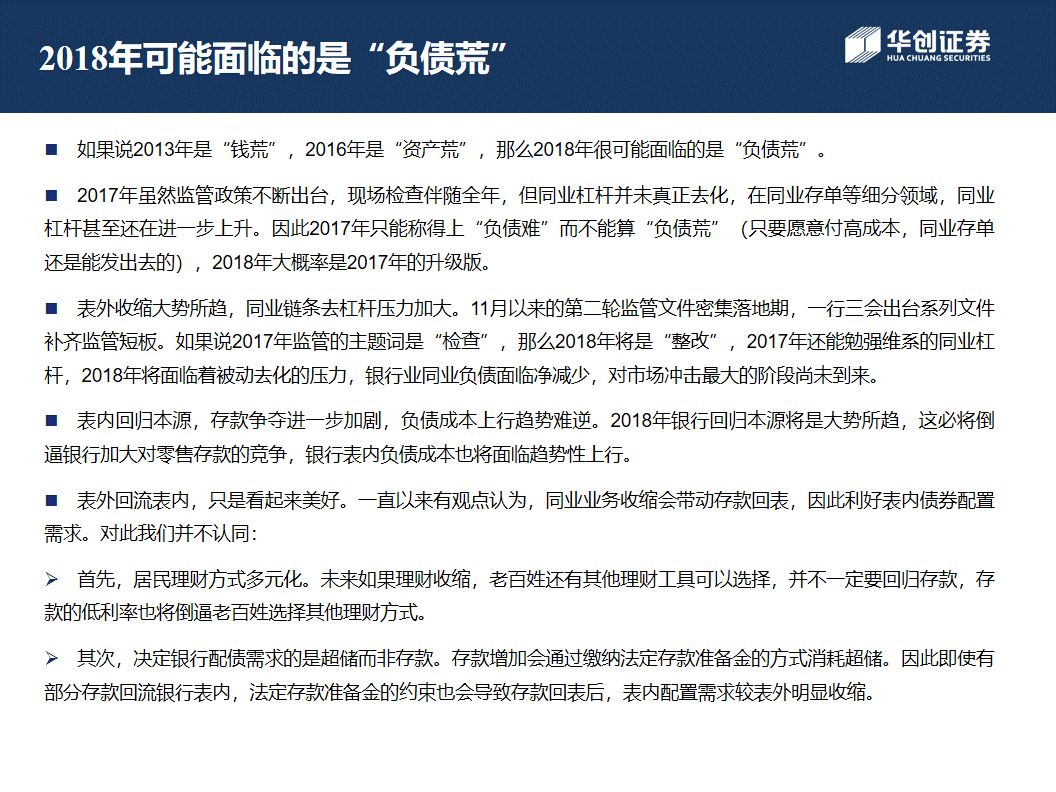 2018年可能面临的是“负债荒”
华创证券
HUA CHUANG SECURITIES
■ 如果说2013年是“钱荒”，2016年是“资产荒”，那么2018年很可能面临的是“负债荒”。
■ 2017年虽然监管政策不断出台，现场检查伴随全年，但同业杠杆并未真正去化，在同业存单等细分领域，同业
杠杆甚至还在进一步上升。因此2017年只能称得上“负债难”而不能算“负债荒”（只要愿意付高成本，同业存单
还是能发出去的），2018年大概率是2017年的升级版。
■ 表外收缩大势所趋，同业链条去杠杆压力加大。11月以来的第二轮监管文件密集落地期，一行三会出台系列文件
补齐监管短板。如果说2017年监管的主题词是“检查”，那么2018年将是“整改”，2017年还能勉强维系的同业杠
杆，2018年将面临着被动去化的压力，银行业同业负债面临净减少，对市场冲击最大的阶段尚未到来。
■ 表内回归本源，存款争夺进一步加剧，负债成本上行趋势难逆。2018年银行回归本源将是大势所趋，这必将倒
逼银行加大对零售存款的竞争，银行表内负债成本也将面临趋势性上行。
■ 表外回流表内，只是看起来美好。一直以来有观点认为，同业业务收缩会带动存款回表，因此利好表内债券配置
需求。对此我们并不认同：
➢ 首先，居民理财方式多元化。未来如果理财收缩，老百姓还有其他理财工具可以选择，并不一定要回归存款，存
款的低利率也将倒逼老百姓选择其他理财方式。
➢ 其次，决定银行配债需求的是超储而非存款。存款增加会通过缴纳法定存款准备金的方式消耗超储。因此即使有
部分存款回流银行表内，法定存款准备金的约束也会导致存款回表后，表内配置需求较表外明显收缩。